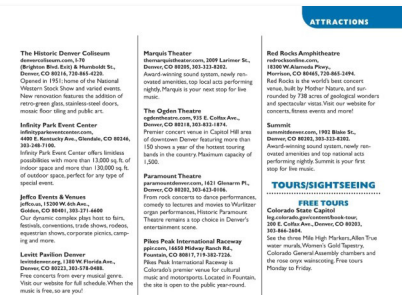 ATTRACTIONS
The Historic Denver Coliseum
denvercoliseum.com, I-70
(Brighton Blvd. Exit) & Humboldt St.,
Denver, CO 80216, 720-865-4220.
Opened in 1951; home of the National
Western Stock Show and varied events.
New renovation features the addition of
retro-green glass, stainless-steel doors,
mosaic floor tiling and public art.
Infinity Park Event Center
infinityparkeventcenter.com,
4400 E. Kentucky Ave., Glendale, CO 80246,
303-248-7100.
Infinity Park Event Center offers limitless
possibilities with more than 13,000 sq. ft. of
indoor space and more than 130,000 sq. ft.
of outdoor space, perfect for any type of
special event.
Jeffco Events & Venues
jeffco.us, 15200 W. 6th Ave.,
Golden, CO 80401, 303-271-6600
Our dynamic complex plays host to fairs,
festivals, conventions, trade shows, rodeos,
equestrian shows, corporate picnics, camp-
ing and more.
Levitt Pavilion Denver
levittdenver.org, 1380 W. Florida Ave.,
Denver, CO 80223, 303-578-0488.
Free concerts from every musical genre.
Visit our website for full schedule. When the
music is free, so are you!
Marquis Theater
themarquistheater.com, 2009 Larimer St.,
Denver, CO 80205, 303-323-8202.
Award-winning sound system, newly ren-
ovated amenities, top local acts performing
nightly. Marquis is your next stop for live
music.
The Ogden Theatre
ogdentheatre.com, 935 E. Colfax Ave.,
Denver, CO 80218, 303-832-1874.
Premier concert venue in Capitol Hill area
of downtown Denver featuring more than
150 shows a year of the hottest touring
bands in the country. Maximum capacity of
1,500.
Paramount Theatre
paramountdenver.com, 1621 Glenarm Pl.,
Denver, CO 80202, 303-623-0106.
From rock concerts to dance performances,
comedy to lectures and movies to Wurlitzer
organ performances, Historic Paramount
Theatre remains a top choice in Denver's
entertainment scene.
Pikes Peak International Raceway
ppir.com, 16650 Midway Ranch Rd.,
Fountain, CO 80817, 719-382-7226.
Pikes Peak International Raceway is
Colorado's premier venue for cultural
music and motorsports. Located in Fountain,
the site is open to the public year-round.
Red Rocks Amphitheatre
redrocksonline.com,
18300 W. Alameda Pkwy.,
Morrison, CO 80465, 720-865-2494.
Red Rocks is the world's best concert
venue, built by Mother Nature, and sur-
rounded by 738 acres of geological wonders
and spectacular vistas. Visit our website for
concerts, fitness events and more!
Summit
summitdenver.com, 1902 Blake St.,
Denver, CO 80202, 303-323-8202.
Award-winning sound system, newly ren-
ovated amenities and top national acts
performing nightly. Summit is your first
stop for live music.
TOURS/SIGHTSEEING
FREE TOURS
Colorado State Capitol
leg.colorado.gov/content/book-tour,
200 E. Colfax Ave., Denver, CO 80203,
303-866-2604.
See the three Mile High Markers, Allen True
water murals, Women's Gold Tapestry,
Colorado General Assembly chambers and
the rose onyx wainscoting. Free tours
Monday to Friday.